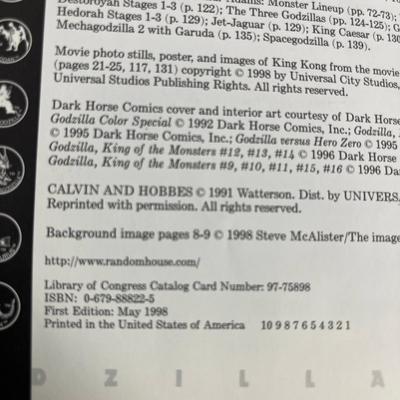 Destoroyah Stages 1-3 (p. 122); The Three Godzillas (pp. 124-125); G
Hedorah Stages 1-3 (p. 129); Jet-Jaguar (p. 129); King Caesar (p. 130
Mechagodzilla 2 with Garuda (p. 135); Spacegodzilla (p. 139).
Movie photo stills, poster, and images of King Kong from the movie
(pages 21-25, 117, 131) copyright © 1998 by Universal City Studios,
Universal Studios Publishing Rights. All rights reserved.
Dark Horse Comics cover and interior art courtesy of Dark Horse
Godzilla Color Special © 1992 Dark Horse Comics, Inc.; Godzilla,
© 1995 Dark Horse Comics, Inc.; Godzilla versus Hero Zero © 1995
Godzilla, King of the Monsters #12, #13, #14 © 1996 Dark Horse
Godzilla, King of the Monsters #9, #10, #11, #15, #16 © 1996 Da
CALVIN AND HOBBES © 1991 Watterson. Dist. by UNIVERS
Reprinted with permission. All rights reserved.
Background image pages 8-9 © 1998 Steve McAlister/The image
http://www.randomhouse.com/
Library of Congress Catalog Card Number: 97-75898
ISBN: 0-679-88822-5
First Edition: May 1998
Printed in the United States of America 10 9 8 7 6 5 4 3 2 1
D Z I L L A